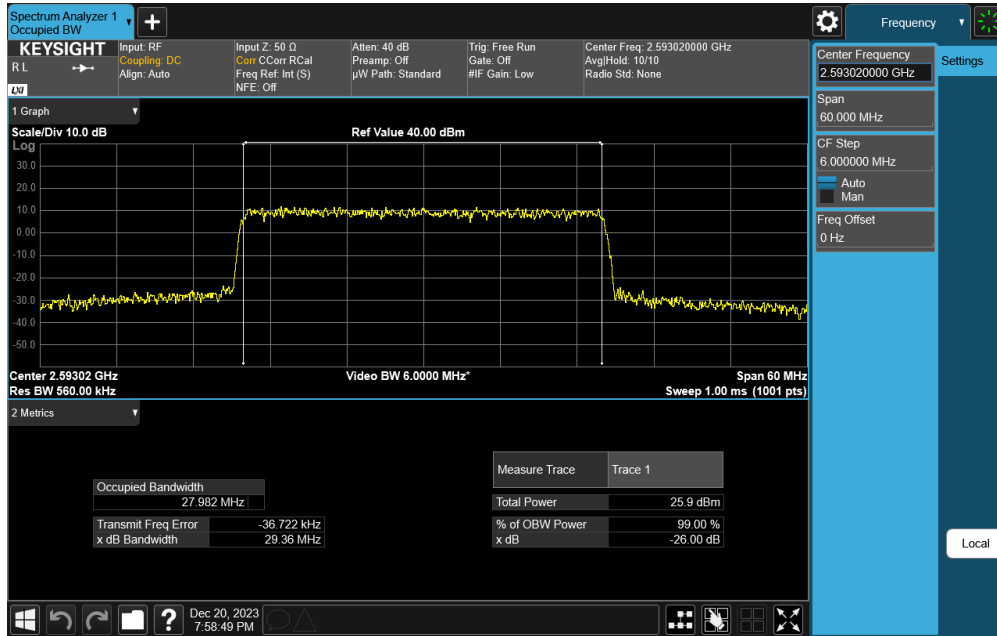 Spectrum Analyzer 1
Occupied BW
Frequency
KEYSIGHT
R L
LXI
Input: RF
Coupling: DC
Align: Auto
Input Z: 50 Ω
Corr CCorr RCal
Freq Ref: Int (S)
NFE: Off
Atten: 40 dB
Preamp: Off
µW Path: Standard
Trig: Free Run
Gate: Off
#IF Gain: Low
Center Freq: 2.593020000 GHz
Avg|Hold: 10/10
Radio Std: None
Center Frequency
2.593020000 GHz
Settings
Span
60.000 MHz
CF Step
6.000000 MHz
Auto
Man
Freq Offset
0 Hz
Local
1 Graph
Scale/Div 10.0 dB
Ref Value 40.00 dBm
Log
30.0
20.0
10.0
0.00
-10.0
-20.0
-30.0
-40.0
-50.0
Center 2.59302 GHz
Video BW 6.0000 MHz*
Span 60 MHz
Res BW 560.00 kHz
Sweep 1.00 ms (1001 pts)
2 Metrics
Measure Trace
Trace 1
Occupied Bandwidth
27.982 MHz
Total Power
25.9 dBm
Transmit Freq Error
-36.722 kHz
% of OBW Power
99.00 %
x dB Bandwidth
29.36 MHz
x dB
-26.00 dB
?
Dec 20, 2023
7:58:49 PM